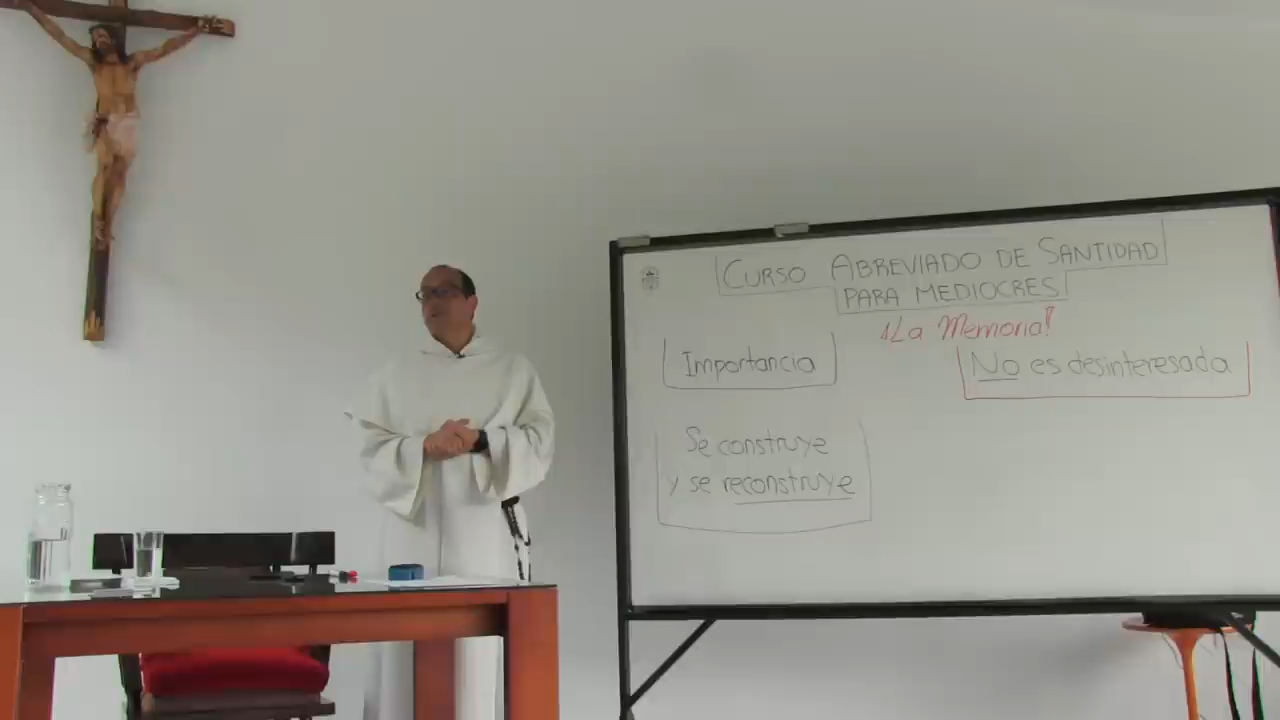 CURSO ABREVIADO DE SANTIDAD
PARA MEDIOCRES
¡La Memoria!
Importancia
No es desinteresada
Se construye
y se reconstruye